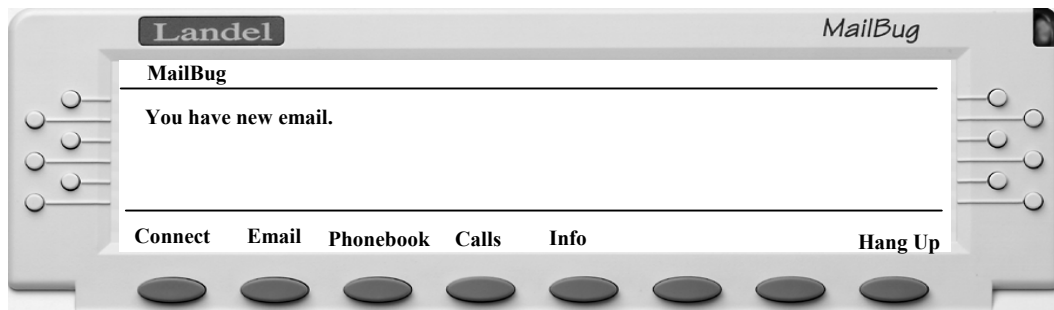 Landel MailBug
MailBug
You have new email.
Connect Email Phonebook Calls Info Hang Up